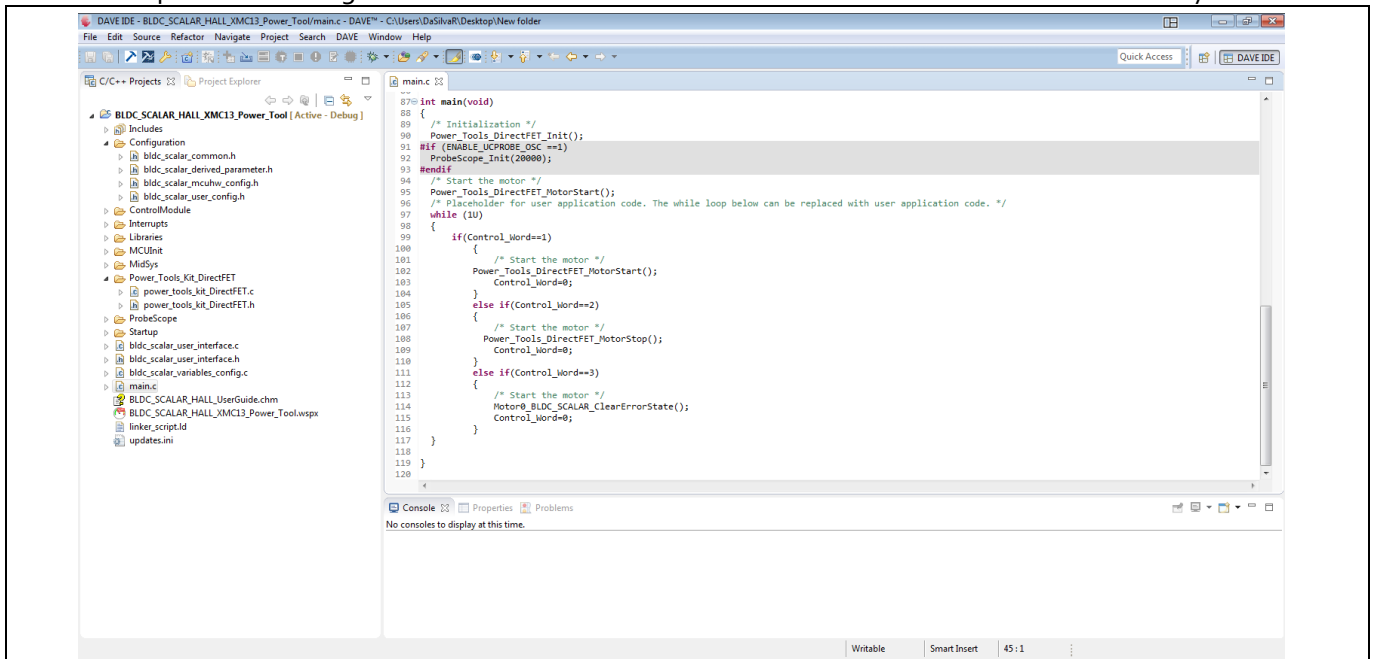 DAVE IDE - BLDC_SCALAR_HALL_XMC13_Power_Tool/main.c - DAVE™ - C:\Users\DaSilvaR\Desktop\New folder
File Edit Source Refactor Navigate Project Search DAVE Window Help
Quick Access
DAVE IDE
C/C++ Projects
Project Explorer
BLDC_SCALAR_HALL_XMC13_Power_Tool [ Active - Debug ]
Includes
Configuration
bldc_scalar_common.h
bldc_scalar_derived_parameter.h
bldc_scalar_mcuhw_config.h
bldc_scalar_user_config.h
ControlModule
Interrupts
Libraries
MCUInit
MidSys
Power_Tools_Kit_DirectFET
power_tools_kit_DirectFET.c
power_tools_kit_DirectFET.h
ProbeScope
Startup
bldc_scalar_user_interface.c
bldc_scalar_user_interface.h
bldc_scalar_variables_config.c
main.c
BLDC_SCALAR_HALL_UserGuide.chm
BLDC_SCALAR_HALL_XMC13_Power_Tool.wspx
linker_script.ld
updates.ini
main.c
87 int main(void)
88 {
89 /* Initialization */
90 Power_Tools_DirectFET_Init();
91 #if (ENABLE_UCPROBE_OSC ==1)
92 ProbeScope_Init(20000);
93 #endif
94 /* Start the motor */
95 Power_Tools_DirectFET_MotorStart();
96 /* Placeholder for user application code. The while loop below can be replaced with user application code. */
97 while (1U)
98 {
99 if(Control_Word==1)
100 {
101 /* Start the motor */
102 Power_Tools_DirectFET_MotorStart();
103 Control_Word=0;
104 }
105 else if(Control_Word==2)
106 {
107 /* Start the motor */
108 Power_Tools_DirectFET_MotorStop();
109 Control_Word=0;
110 }
111 else if(Control_Word==3)
112 {
113 /* Start the motor */
114 Motor0_BLDC_SCALAR_ClearErrorState();
115 Control_Word=0;
116 }
117 }
118
119 }
120
Console Properties Problems
No consoles to display at this time.
Writable Smart Insert 45 : 1